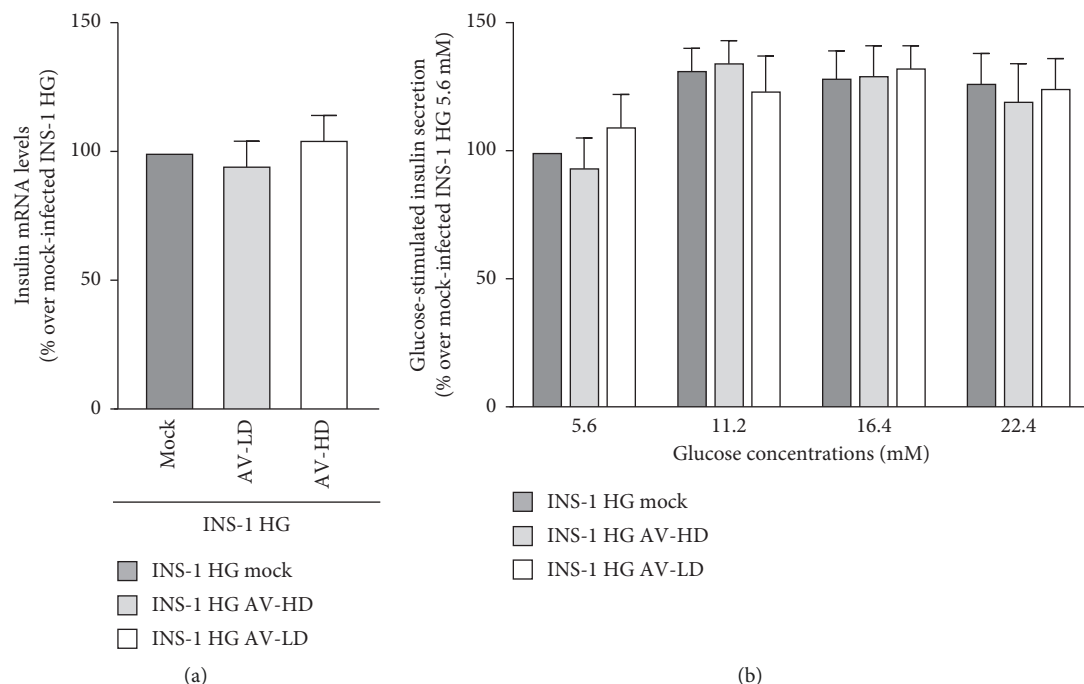 150
100
50
0
Insulin mRNA levels
(% over mock-infected INS-1 HG)
Mock
AV-LD
AV-HD
INS-1 HG
INS-1 HG mock
INS-1 HG AV-HD
INS-1 HG AV-LD
(a)
150
100
50
0
Glucose-stimulated insulin secretion
(% over mock-infected INS-1 HG 5.6 mM)
5.6 11.2 16.4 22.4
Glucose concentrations (mM)
INS-1 HG mock
INS-1 HG AV-HD
INS-1 HG AV-LD
(b)